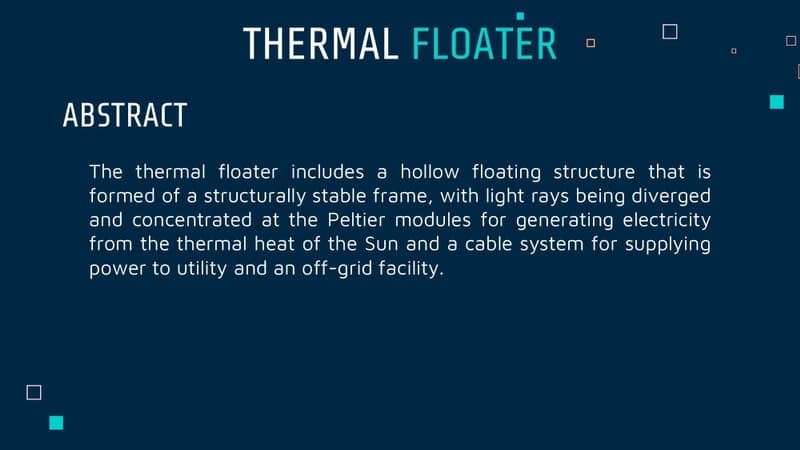 THERMAL FLOATER
ABSTRACT
The thermal floater includes a hollow floating structure that is
formed of a structurally stable frame, with light rays being diverged
and concentrated at the Peltier modules for generating electricity
from the thermal heat of the Sun and a cable system for supplying
power to utility and an off-grid facility.